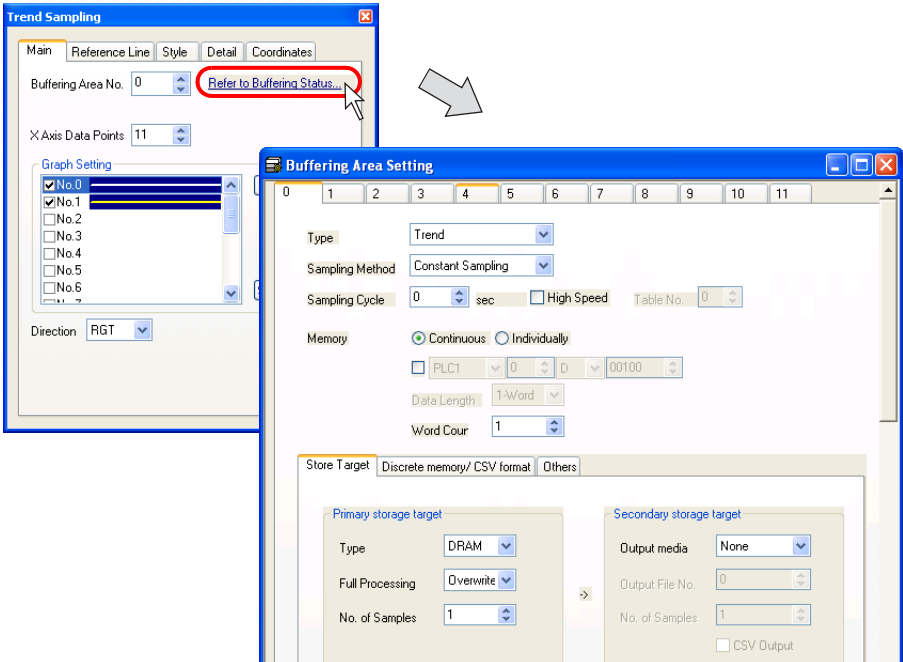 Trend Sampling
Main Reference Line Style Detail Coordinates
Buffering Area No. 0 Refer to Buffering Status...
X Axis Data Points 11
Graph Setting
No.0
No.1
No.2
No.3
No.4
No.5
No.6
Direction RGT
Buffering Area Setting
0 1 2 3 4 5 6 7 8 9 10 11
Type Trend
Sampling Method Constant Sampling
Sampling Cycle 0 sec High Speed Table No. 0
Memory Continuous Individually
PLC1 0 D 00100
Data Length 1-Word
Word Cour 1
Store Target Discrete memory/ CSV format Others
Primary storage target
Type DRAM
Full Processing Overwrite
No. of Samples 1
->
Secondary storage target
Output media None
Output File No. 0
No. of Samples 1
CSV Output